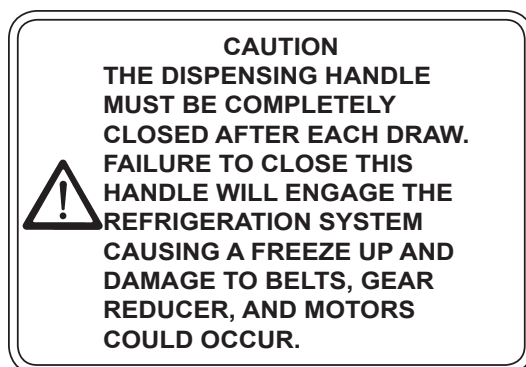 CAUTION
THE DISPENSING HANDLE
MUST BE COMPLETELY
CLOSED AFTER EACH DRAW.
FAILURE TO CLOSE THIS
HANDLE WILL ENGAGE THE
REFRIGERATION SYSTEM
CAUSING A FREEZE UP AND
DAMAGE TO BELTS, GEAR
REDUCER, AND MOTORS
COULD OCCUR.